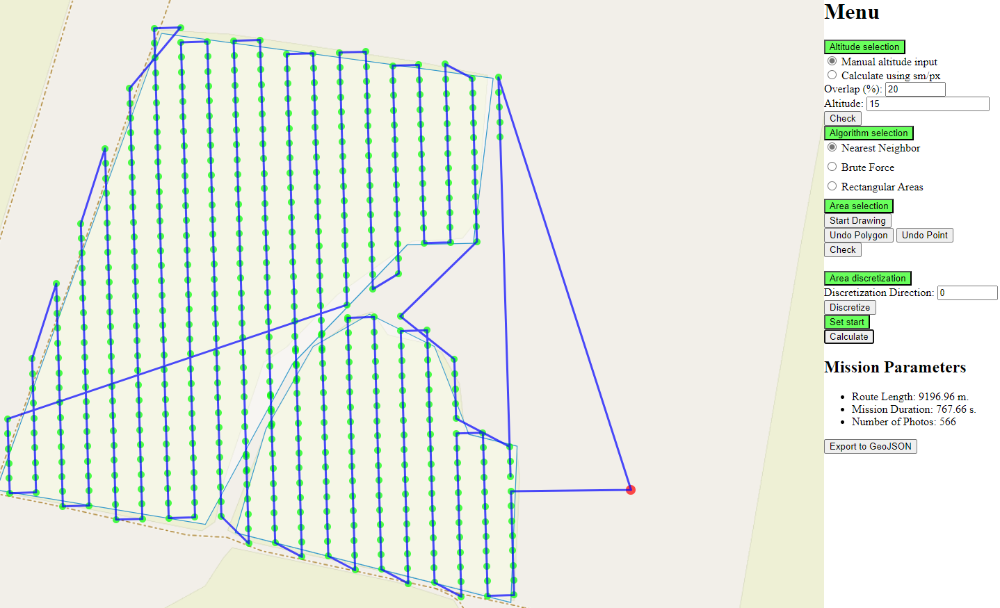 Menu
Altitude selection
Manual altitude input
Calculate using sm/px
Overlap (%): 20
Altitude: 15
Check
Algorithm selection
Nearest Neighbor
Brute Force
Rectangular Areas
Area selection
Start Drawing
Undo Polygon Undo Point
Check
Area discretization
Discretization Direction: 0
Discretize
Set start
Calculate
Mission Parameters
Route Length: 9196.96 m.
Mission Duration: 767.66 s.
Number of Photos: 566
Export to GeoJSON